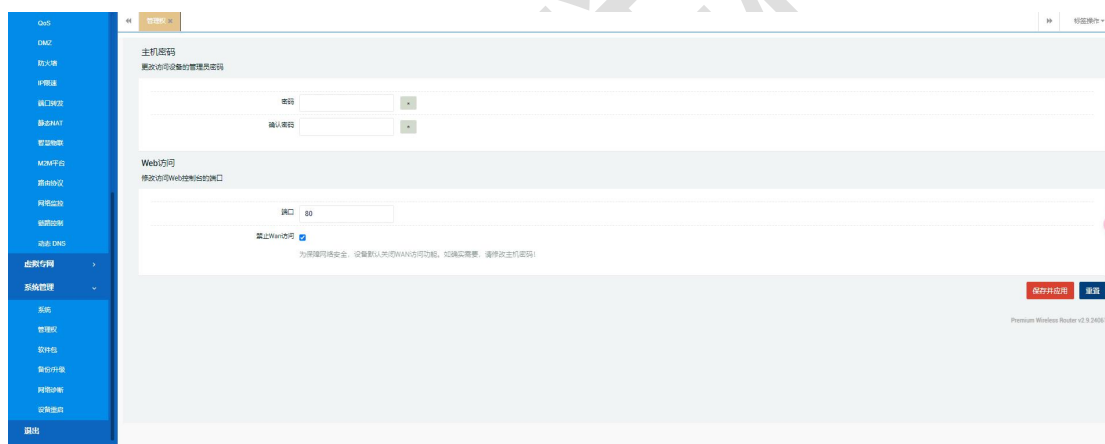 QoS
DMZ
防火墙
IP限速
端口转发
静态NAT
智慧物联
M2M平台
路由协议
网络监控
链路控制
动态 DNS
虚拟专网
系统管理
系统
管理权
软件包
备份/升级
网络诊断
设备重启
退出
管理权
标签操作
主机密码
更改访问设备的管理员密码
密码
确认密码
Web访问
修改访问Web控制台的端口
端口 80
禁止Wan访问
为保障网络安全，设备默认关闭WAN访问功能。如确实需要，请修改主机密码!
保存并应用 重置
Premium Wireless Router v2.9.2406